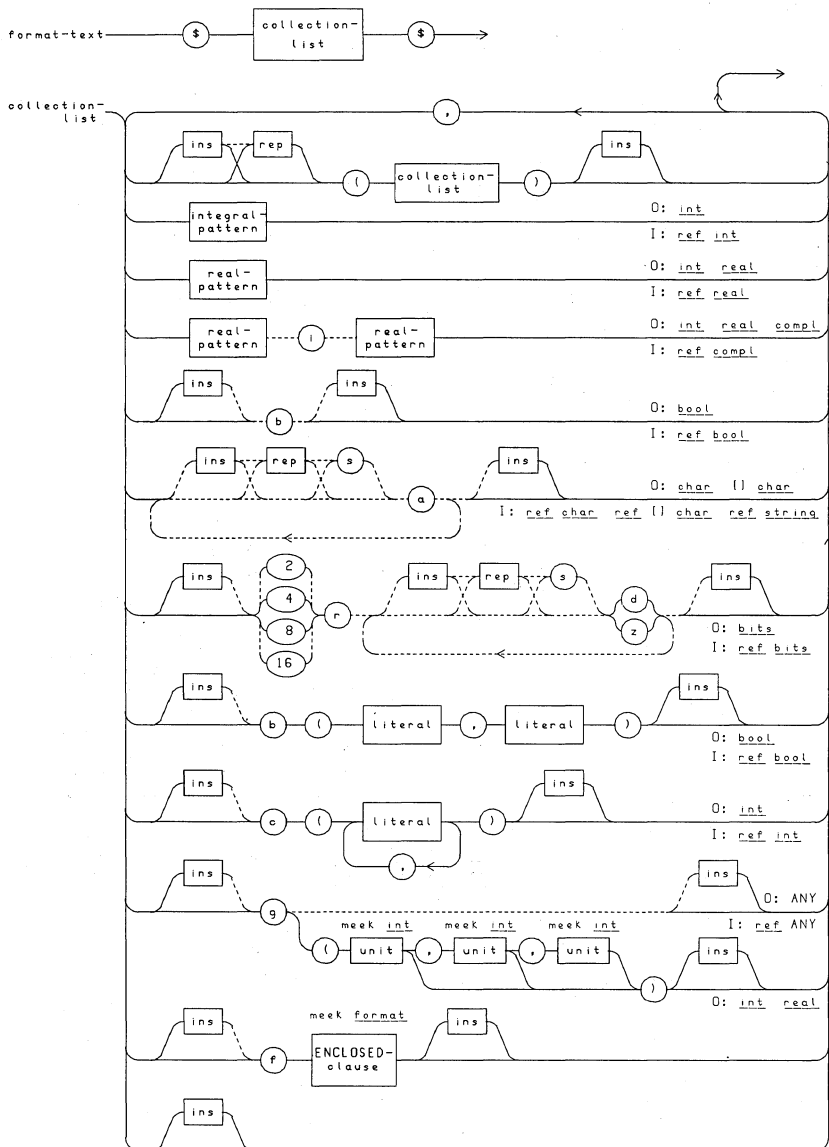 format-text $ collection-list $
collection-list ,
ins rep ( collection-list ) ins
integral-pattern O: int
I: ref int
real-pattern O: int real
I: ref real
real-pattern i real-pattern O: int real compl
I: ref compl
ins b ins O: bool
I: ref bool
ins rep s a ins O: char [] char
I: ref char ref [] char ref string
ins 2 4 8 16 r ins rep s d z ins O: bits
I: ref bits
ins b ( literal , literal ) ins O: bool
I: ref bool
ins c ( literal , ) ins O: int
I: ref int
ins g ins O: ANY
I: ref ANY
meek int meek int meek int
( unit , unit , unit ) ins
O: int real
meek format
ins f ENCLOSED-clause ins
ins